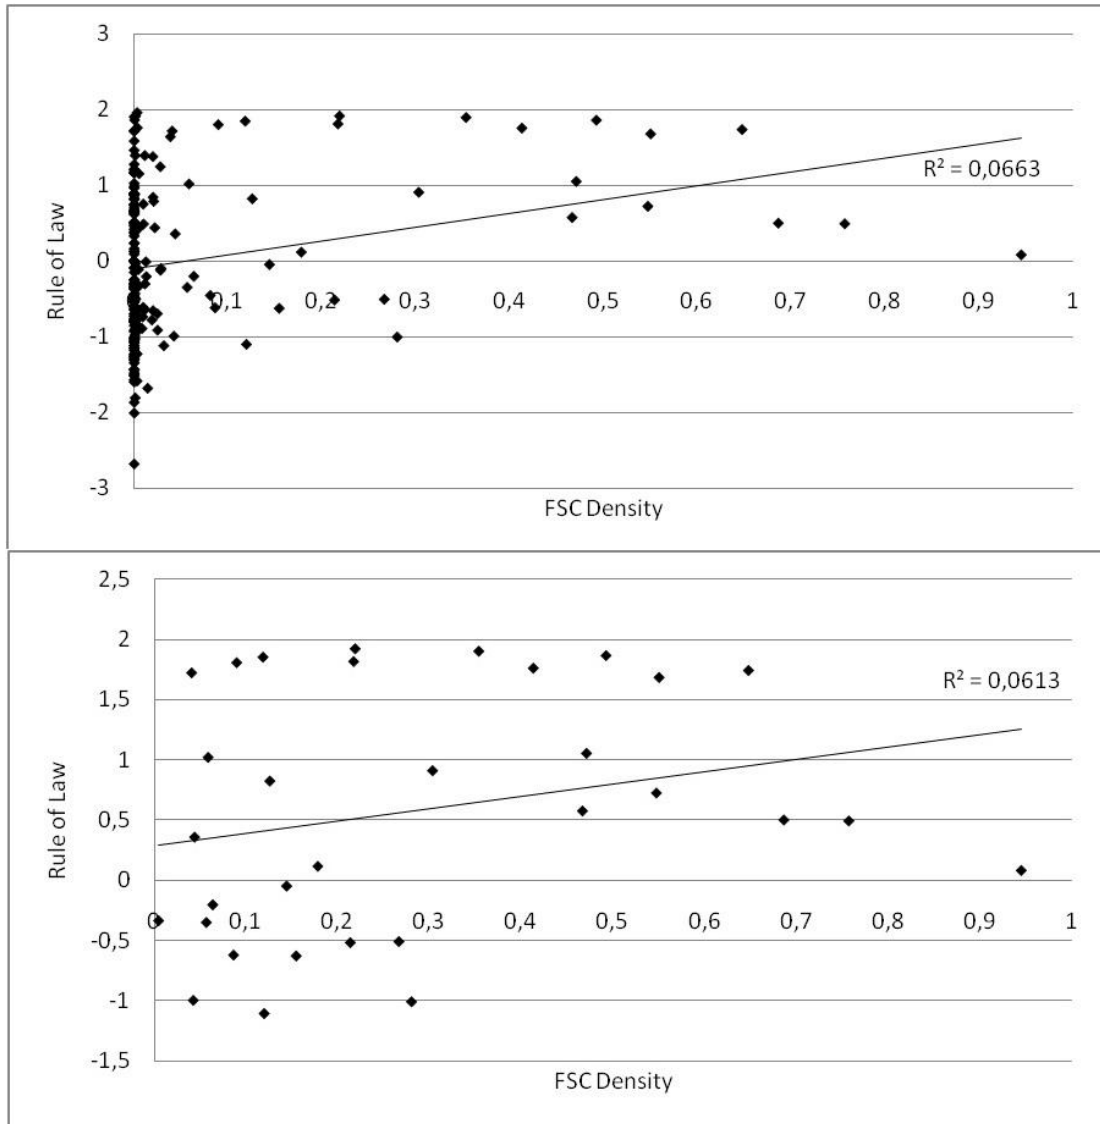 3
2
R² = 0,0663
1
Rule of Law
0
0,1 0,2 0,3 0,4 0,5 0,6 0,7 0,8 0,9 1
-1
-2
-3
FSC Density
2,5
2
R² = 0,0613
1,5
1
Rule of Law
0,5
0
0 0,1 0,2 0,3 0,4 0,5 0,6 0,7 0,8 0,9 1
-0,5
-1
-1,5
FSC Density